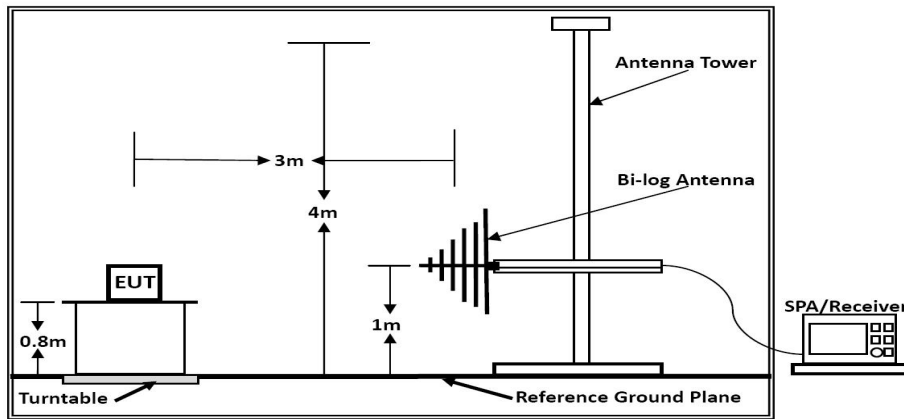 Antenna Tower
3m
Bi-log Antenna
4m
EUT
SPA/Receiver
0.8m
1m
Turntable
Reference Ground Plane